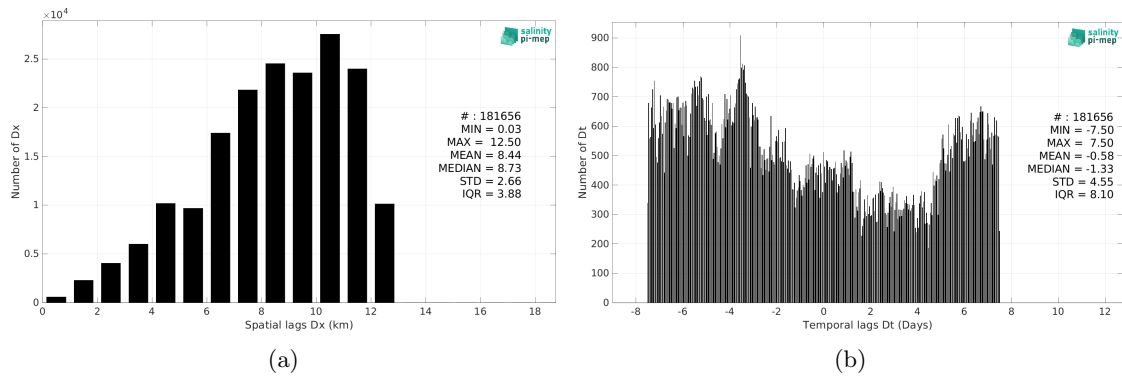 ×10⁴
salinity
pi-mep
2.5
2
1.5
1
0.5
0
Number of Dx
# : 181656
MIN = 0.03
MAX = 12.50
MEAN = 8.44
MEDIAN = 8.73
STD = 2.66
IQR = 3.88
0 2 4 6 8 10 12 14 16 18
Spatial lags Dx (km)
(a)
salinity
pi-mep
900
800
700
600
500
400
300
200
100
0
Number of Dt
# : 181656
MIN = -7.50
MAX = 7.50
MEAN = -0.58
MEDIAN = -1.33
STD = 4.55
IQR = 8.10
-8 -6 -4 -2 0 2 4 6 8 10 12
Temporal lags Dt (Days)
(b)